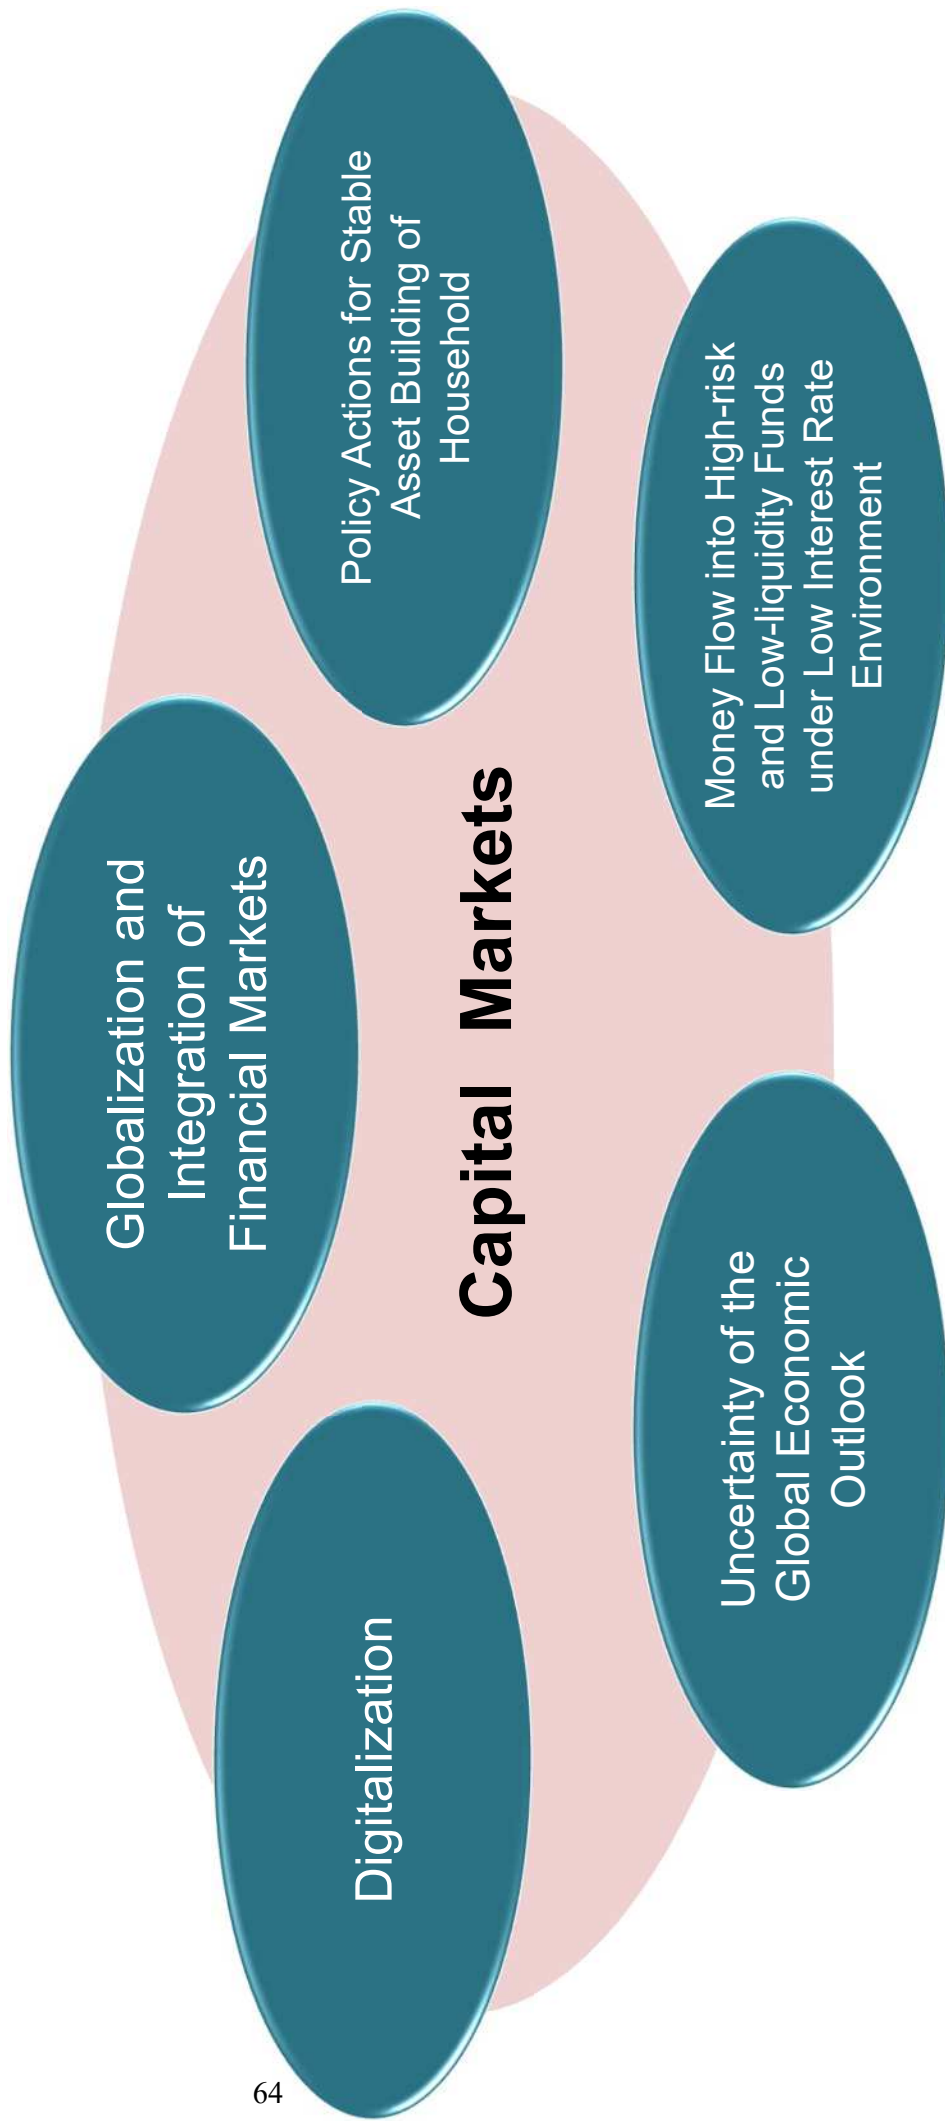 Globalization and
Integration of
Financial Markets
Digitalization
Policy Actions for Stable
Asset Building of
Household
Capital Markets
Uncertainty of the
Global Economic
Outlook
Money Flow into High-risk
and Low-liquidity Funds
under Low Interest Rate
Environment
64